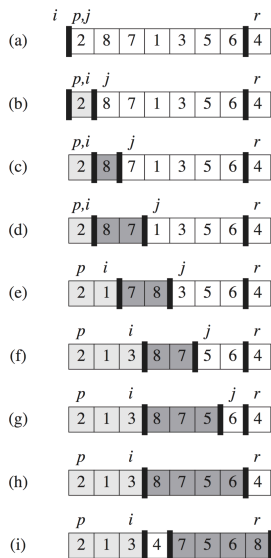 i p,j r
(a) 2 8 7 1 3 5 6 4
p,i j r
(b) 2 8 7 1 3 5 6 4
p,i j r
(c) 2 8 7 1 3 5 6 4
p,i j r
(d) 2 8 7 1 3 5 6 4
p i j r
(e) 2 1 7 8 3 5 6 4
p i j r
(f) 2 1 3 8 7 5 6 4
p i j r
(g) 2 1 3 8 7 5 6 4
p i r
(h) 2 1 3 8 7 5 6 4
p i r
(i) 2 1 3 4 7 5 6 8